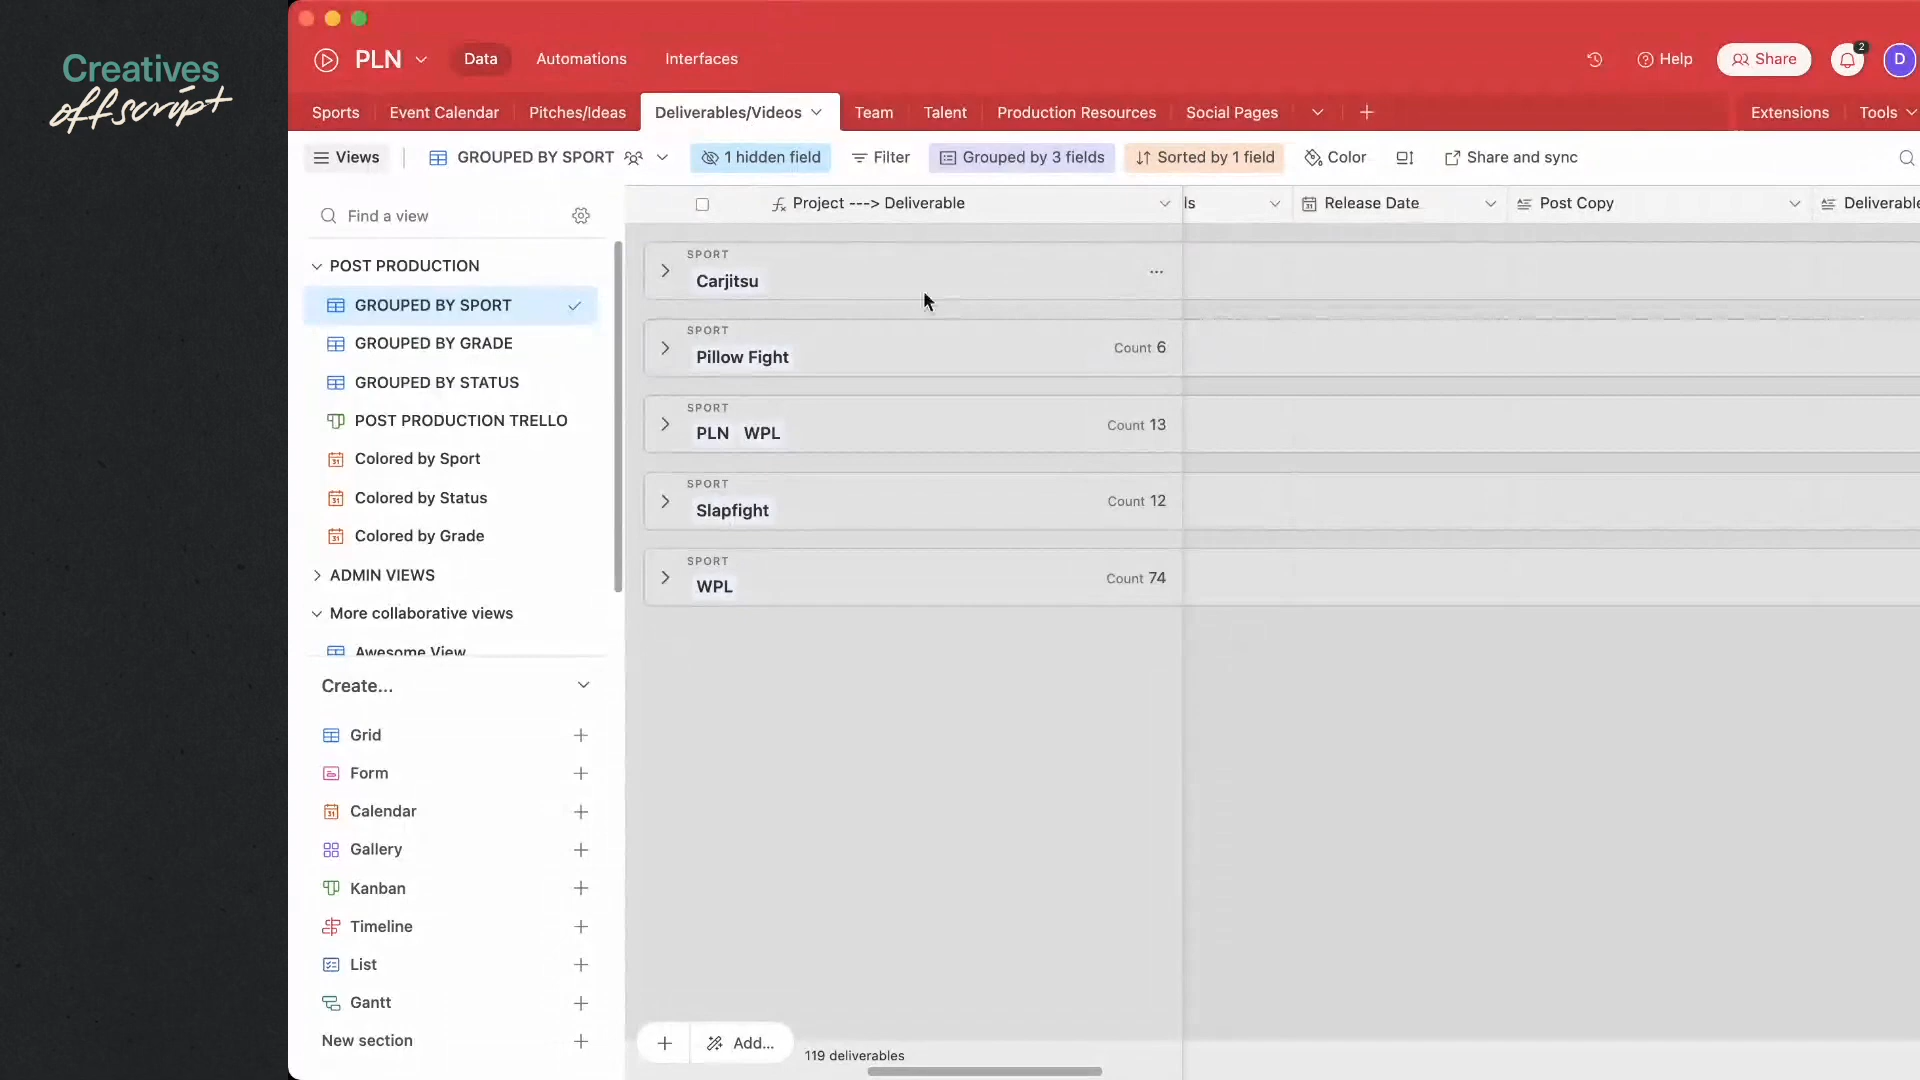 Creatives
offscript
PLN
Data
Automations
Interfaces
Help
Share
2
D
Sports
Event Calendar
Pitches/Ideas
Deliverables/Videos
Team
Talent
Production Resources
Social Pages
Extensions
Tools
Views
GROUPED BY SPORT
1 hidden field
Filter
Grouped by 3 fields
Sorted by 1 field
Color
Share and sync
Find a view
POST PRODUCTION
GROUPED BY SPORT
GROUPED BY GRADE
GROUPED BY STATUS
POST PRODUCTION TRELLO
Colored by Sport
Colored by Status
Colored by Grade
ADMIN VIEWS
More collaborative views
Awesome View
Create...
Grid
Form
Calendar
Gallery
Kanban
Timeline
List
Gantt
New section
Project ---> Deliverable
ls
Release Date
Post Copy
Deliverable
SPORT
Carjitsu
SPORT
Pillow Fight
Count 6
SPORT
PLN WPL
Count 13
SPORT
Slapfight
Count 12
SPORT
WPL
Count 74
Add...
119 deliverables